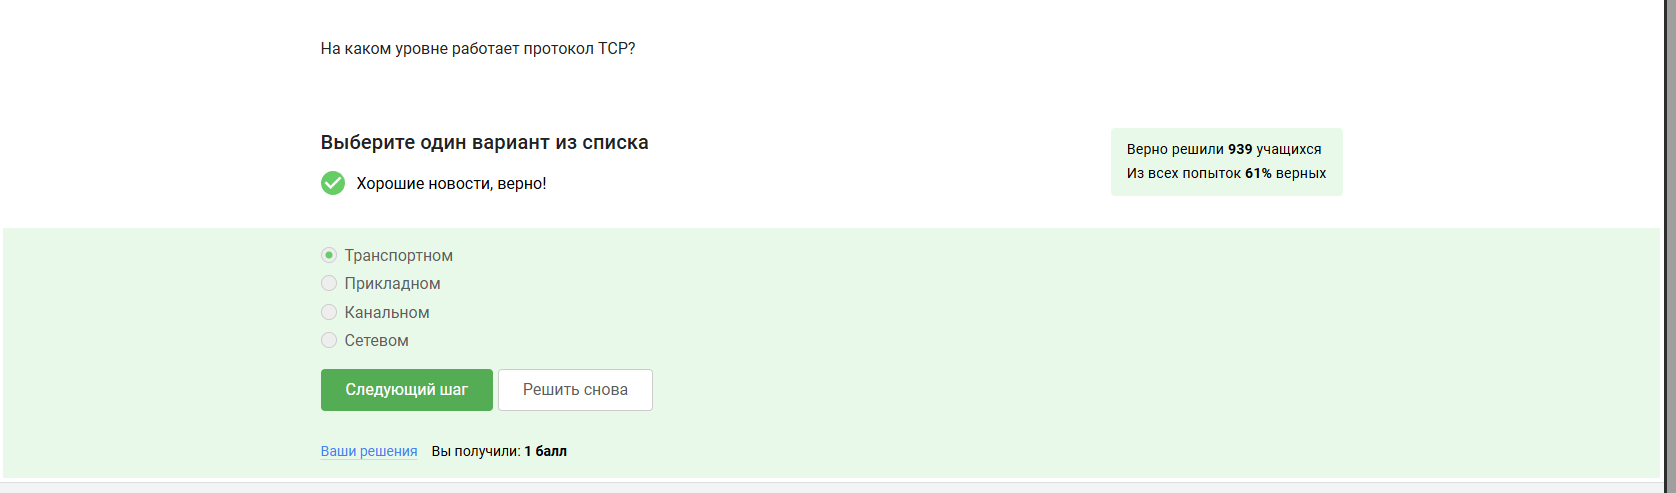 На каком уровне работает протокол TCP?
Выберите один вариант из списка
Хорошие новости, верно!
Верно решили 939 учащихся
Из всех попыток 61% верных
Транспортном
Прикладном
Канальном
Сетевом
Следующий шаг
Решить снова
Ваши решения
Вы получили: 1 балл